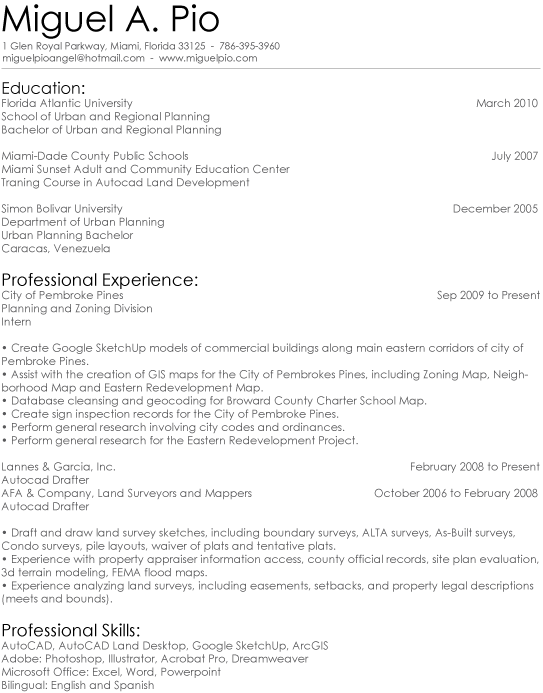 Miguel A. Pio
1 Glen Royal Parkway, Miami, Florida 33125 - 786-395-3960
miguelpioangel@hotmail.com - www.miguelpio.com
Education:
Florida Atlantic University March 2010
School of Urban and Regional Planning
Bachelor of Urban and Regional Planning
Miami-Dade County Public Schools July 2007
Miami Sunset Adult and Community Education Center
Traning Course in Autocad Land Development
Simon Bolivar University December 2005
Department of Urban Planning
Urban Planning Bachelor
Caracas, Venezuela
Professional Experience:
City of Pembroke Pines Sep 2009 to Present
Planning and Zoning Division
Intern
• Create Google SketchUp models of commercial buildings along main eastern corridors of city of
Pembroke Pines.
• Assist with the creation of GIS maps for the City of Pembrokes Pines, including Zoning Map, Neigh-
borhood Map and Eastern Redevelopment Map.
• Database cleansing and geocoding for Broward County Charter School Map.
• Create sign inspection records for the City of Pembroke Pines.
• Perform general research involving city codes and ordinances.
• Perform general research for the Eastern Redevelopment Project.
Lannes & Garcia, Inc. February 2008 to Present
Autocad Drafter
AFA & Company, Land Surveyors and Mappers October 2006 to February 2008
Autocad Drafter
• Draft and draw land survey sketches, including boundary surveys, ALTA surveys, As-Built surveys,
Condo surveys, pile layouts, waiver of plats and tentative plats.
• Experience with property appraiser information access, county official records, site plan evaluation,
3d terrain modeling, FEMA flood maps.
• Experience analyzing land surveys, including easements, setbacks, and property legal descriptions
(meets and bounds).
Professional Skills:
AutoCAD, AutoCAD Land Desktop, Google SketchUp, ArcGIS
Adobe: Photoshop, Illustrator, Acrobat Pro, Dreamweaver
Microsoft Office: Excel, Word, Powerpoint
Bilingual: English and Spanish